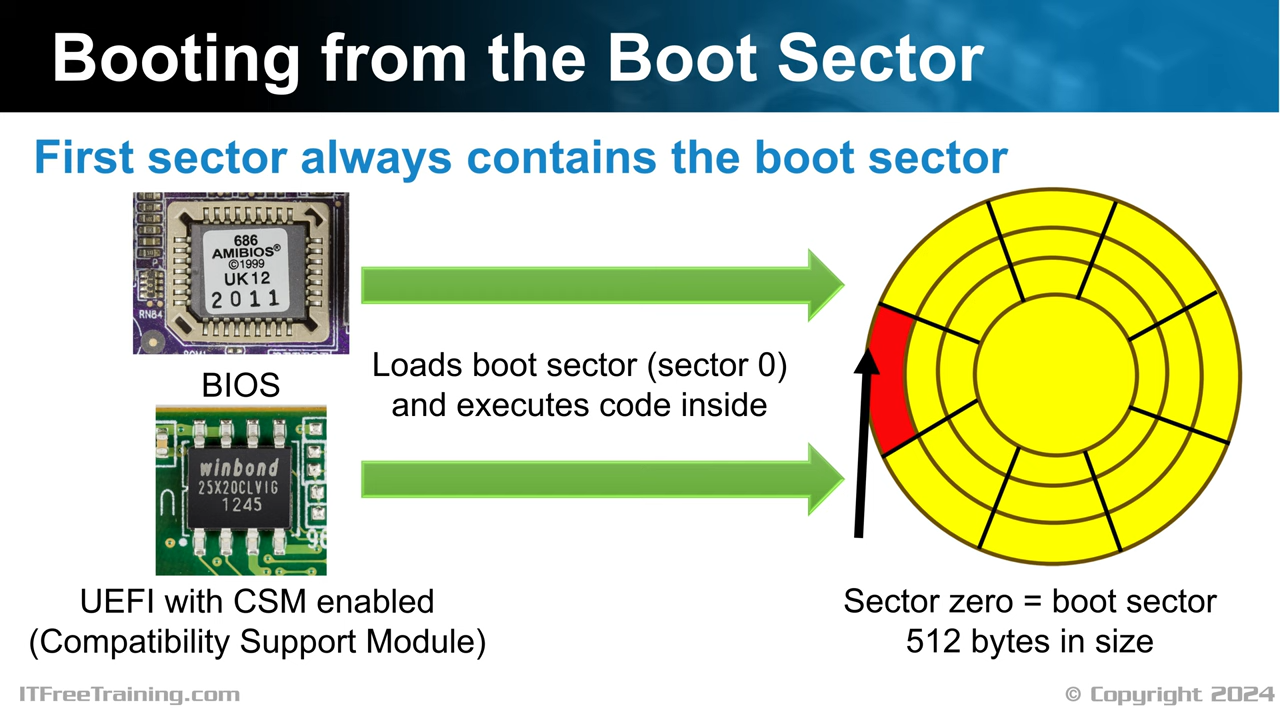 Booting from the Boot Sector
First sector always contains the boot sector
686
AMIBIOS®
©1999
UK12
2011
RN84
BIOS
Loads boot sector (sector 0)
and executes code inside
winbond
25X20CLVIG
1245
UEFI with CSM enabled
(Compatibility Support Module)
Sector zero = boot sector
512 bytes in size
ITFreeTraining.com
© Copyright 2024